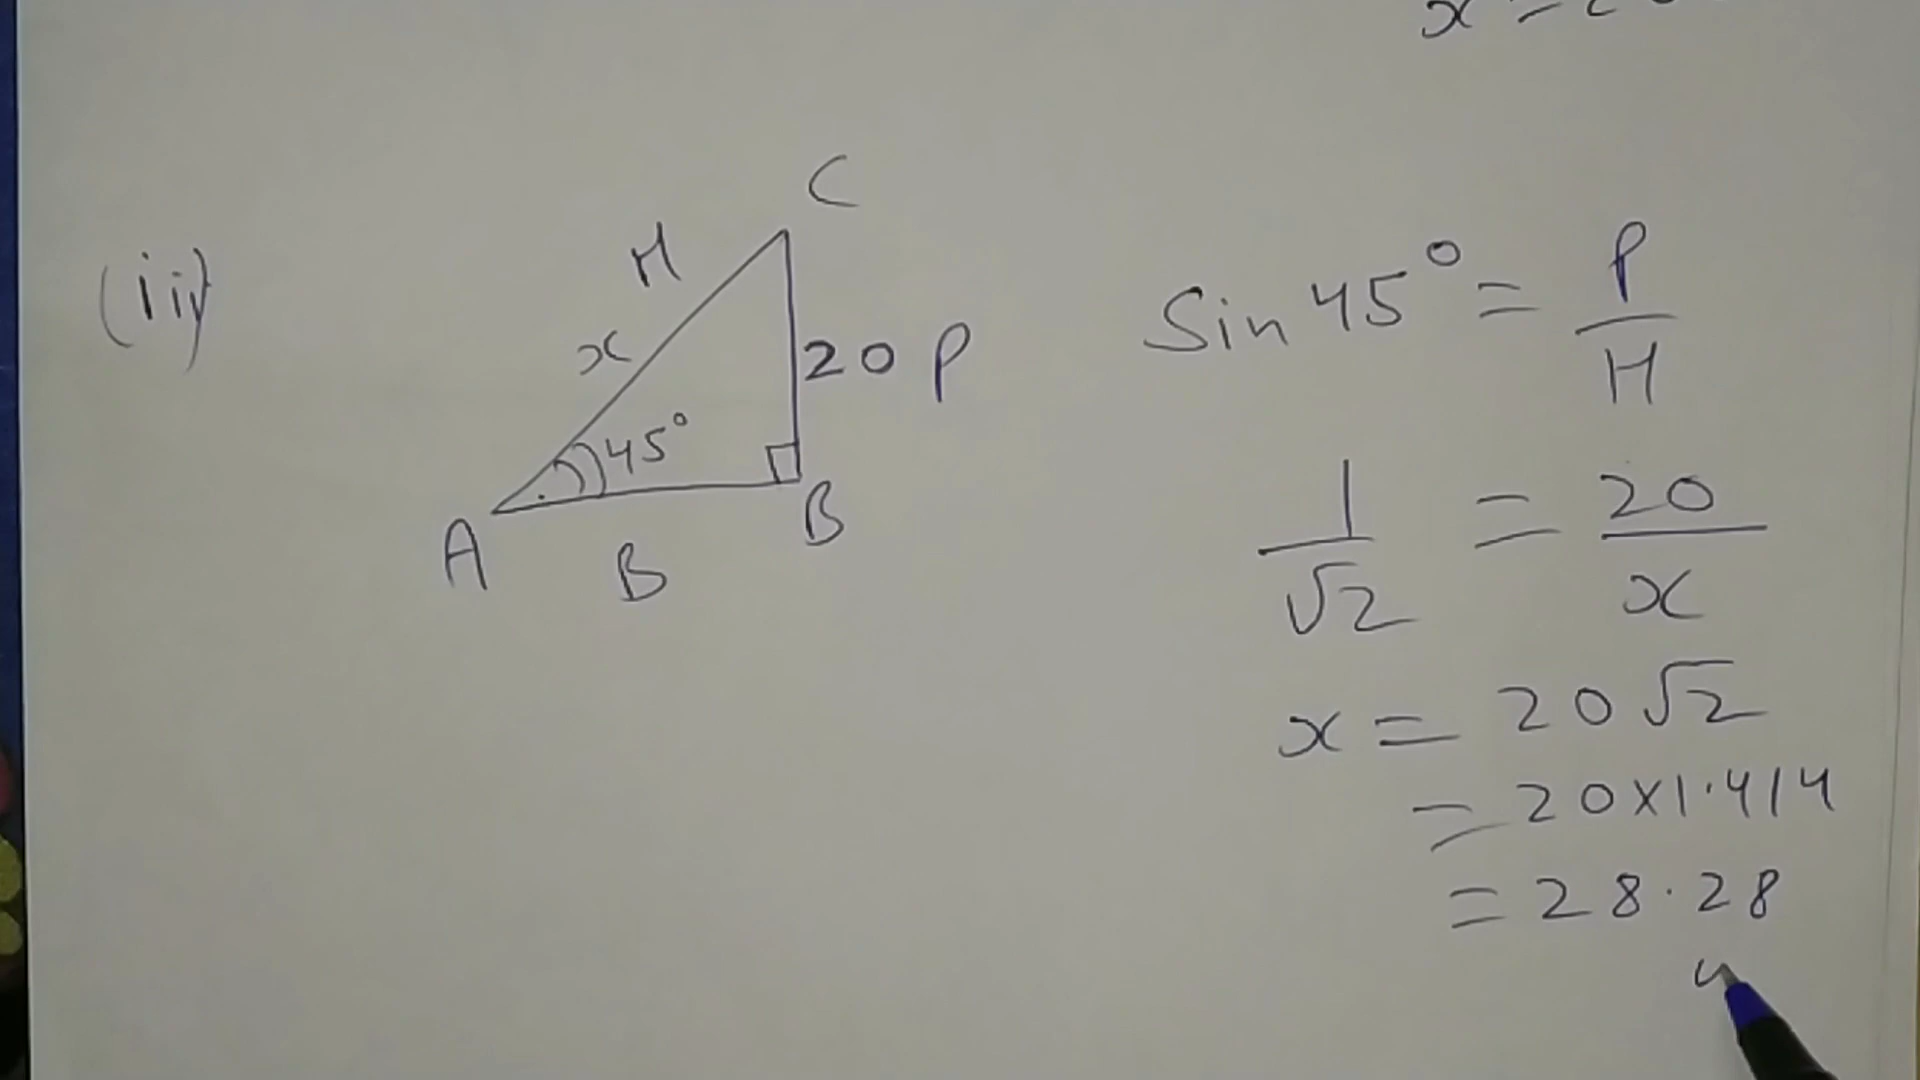 (iii)
C
H
x
20 P
45°
A
B
B
Sin 45° = P/H
1/√2 = 20/x
x = 20√2
= 20×1.414
= 28.28